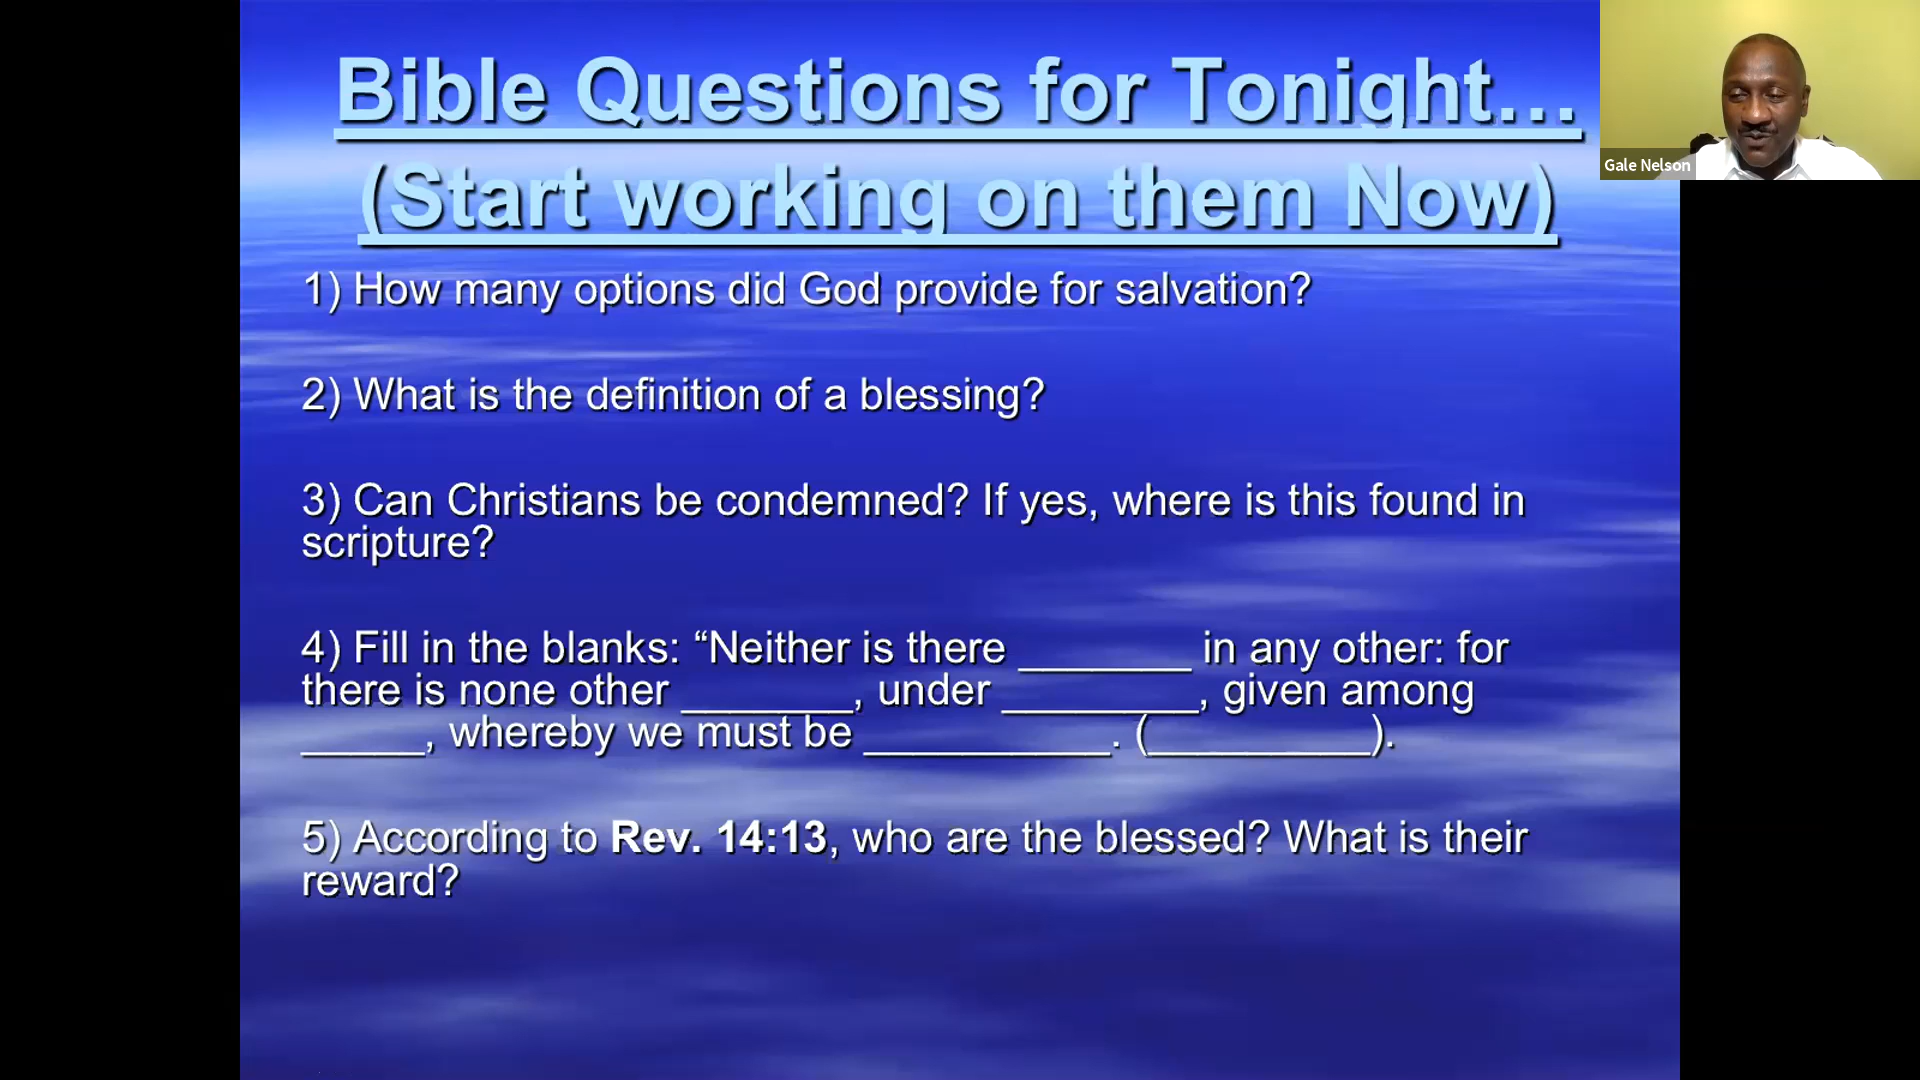 Bible Questions for Tonight…
(Start working on them Now)
Gale Nelson
1) How many options did God provide for salvation?
2) What is the definition of a blessing?
3) Can Christians be condemned? If yes, where is this found in
scripture?
4) Fill in the blanks: “Neither is there _______ in any other: for
there is none other _______, under ________, given among
_____, whereby we must be __________. (_________).
5) According to Rev. 14:13, who are the blessed? What is their
reward?